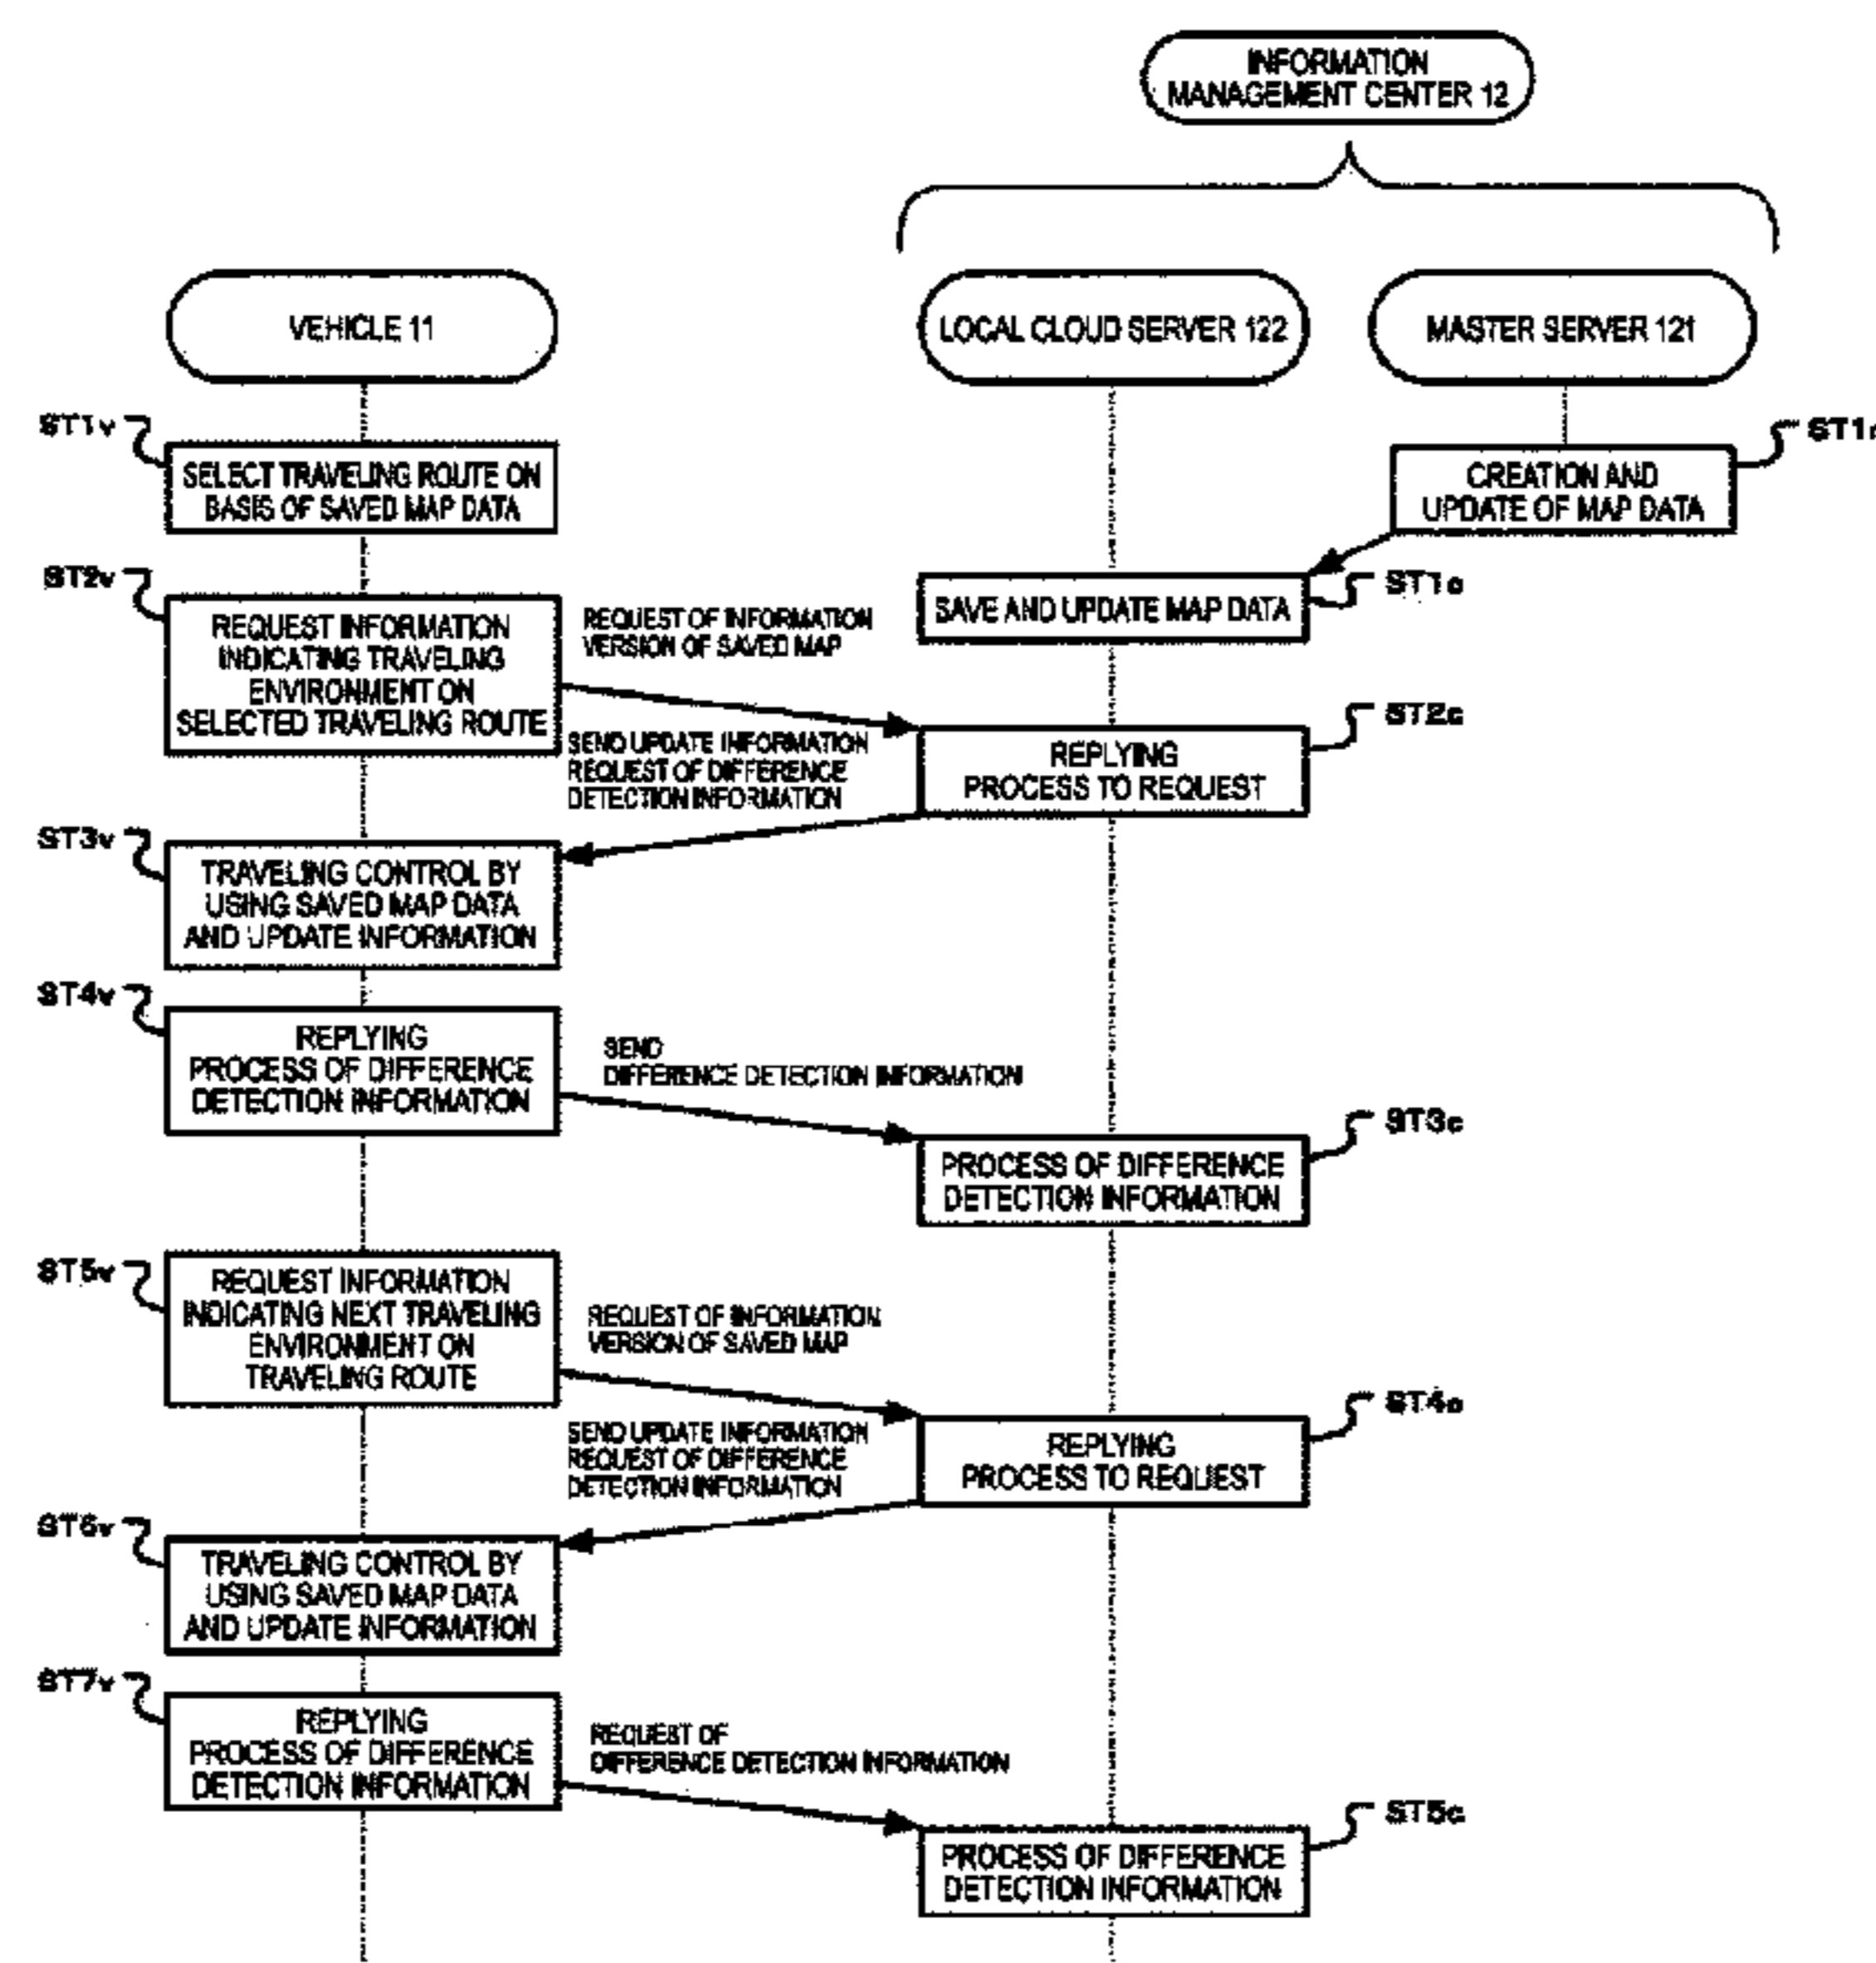 INFORMATION
MANAGEMENT CENTER 12
VEHICLE 11
LOCAL CLOUD SERVER 122
MASTER SERVER 121
ST1v
SELECT TRAVELING ROUTE ON
BASIS OF SAVED MAP DATA
CREATION AND
UPDATE OF MAP DATA
ST2v
REQUEST INFORMATION
INDICATING TRAVELING
ENVIRONMENT ON
SELECTED TRAVELING ROUTE
REQUEST OF INFORMATION
VERSION OF SAVED MAP
SAVE AND UPDATE MAP DATA
ST1c
SEND UPDATE INFORMATION
REQUEST OF DIFFERENCE
DETECTION INFORMATION
REPLYING
PROCESS TO REQUEST
ST2c
ST3v
TRAVELING CONTROL BY
USING SAVED MAP DATA
AND UPDATE INFORMATION
ST4v
REPLYING
PROCESS OF DIFFERENCE
DETECTION INFORMATION
SEND
DIFFERENCE DETECTION INFORMATION
PROCESS OF DIFFERENCE
DETECTION INFORMATION
ST3c
ST5v
REQUEST INFORMATION
INDICATING NEXT TRAVELING
ENVIRONMENT ON
TRAVELING ROUTE
REQUEST OF INFORMATION
VERSION OF SAVED MAP
SEND UPDATE INFORMATION
REQUEST OF DIFFERENCE
DETECTION INFORMATION
REPLYING
PROCESS TO REQUEST
ST4c
ST6v
TRAVELING CONTROL BY
USING SAVED MAP DATA
AND UPDATE INFORMATION
ST7v
REPLYING
PROCESS OF DIFFERENCE
DETECTION INFORMATION
REQUEST OF
DIFFERENCE DETECTION INFORMATION
PROCESS OF DIFFERENCE
DETECTION INFORMATION
ST5c